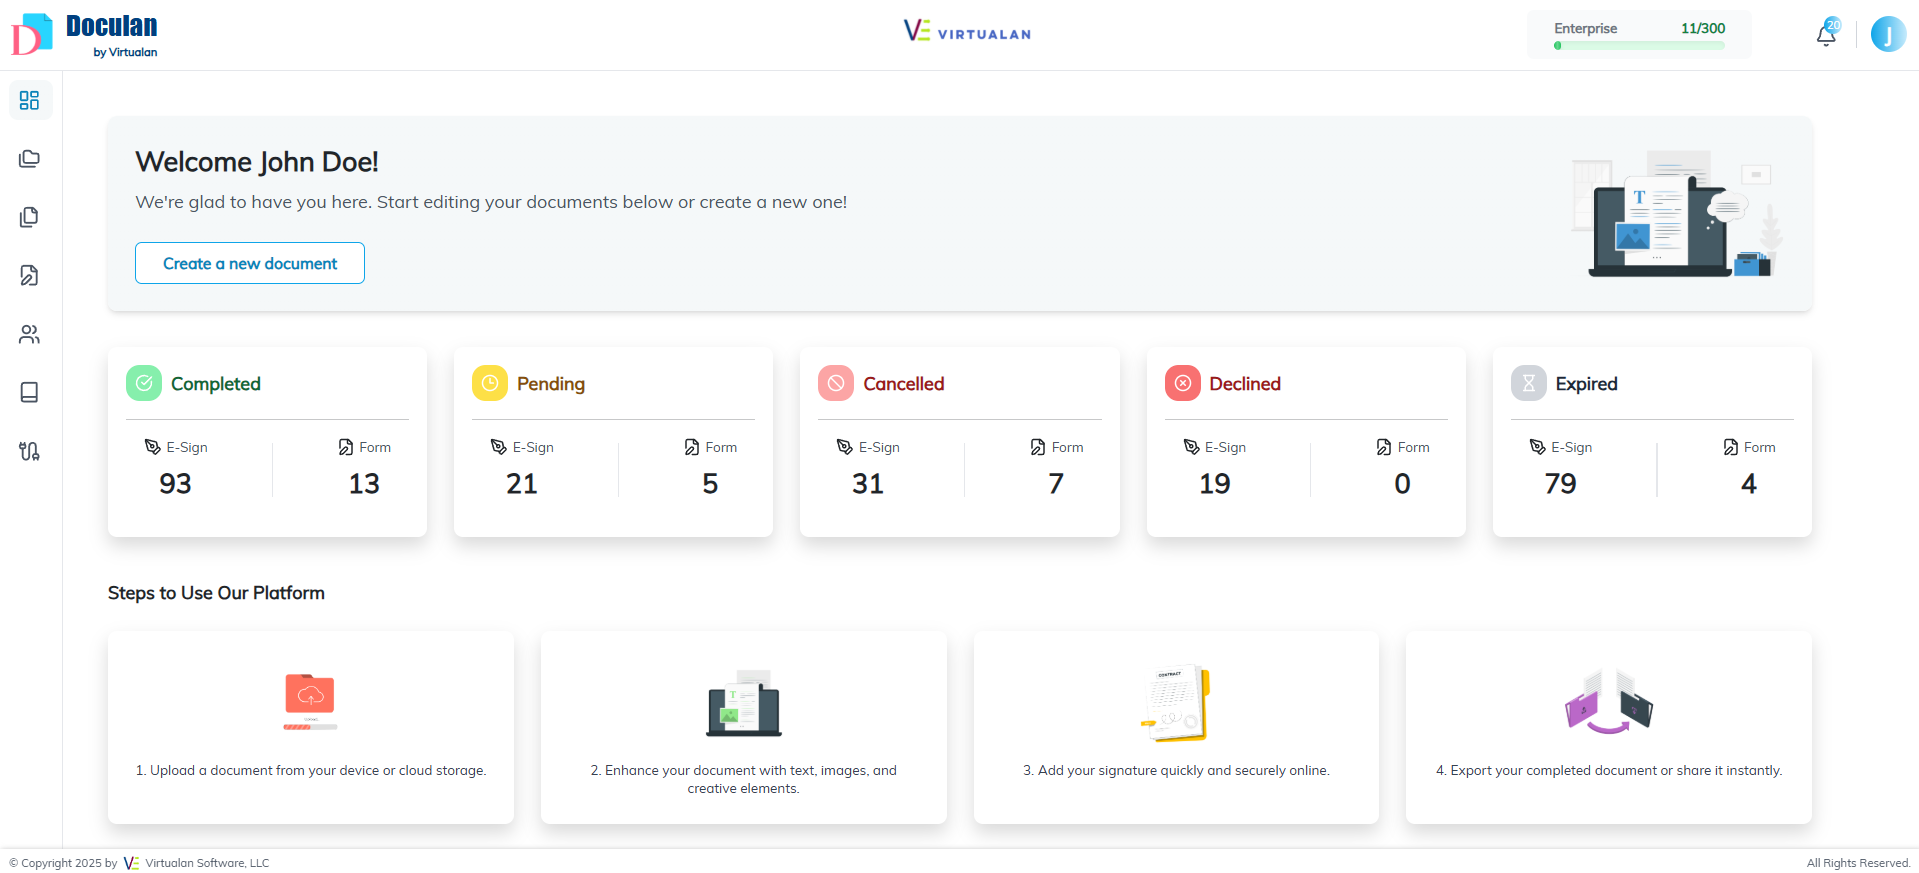 Doculan
by Virtualan
VIRTUALAN
Enterprise 11/300
20
J
Welcome John Doe!
We're glad to have you here. Start editing your documents below or create a new one!
Create a new document
Completed
E-Sign Form
93 13
Pending
E-Sign Form
21 5
Cancelled
E-Sign Form
31 7
Declined
E-Sign Form
19 0
Expired
E-Sign Form
79 4
Steps to Use Our Platform
1. Upload a document from your device or cloud storage.
T
2. Enhance your document with text, images, and
creative elements.
CONTRACT
3. Add your signature quickly and securely online.
4. Export your completed document or share it instantly.
© Copyright 2025 by VE Virtualan Software, LLC
All Rights Reserved.